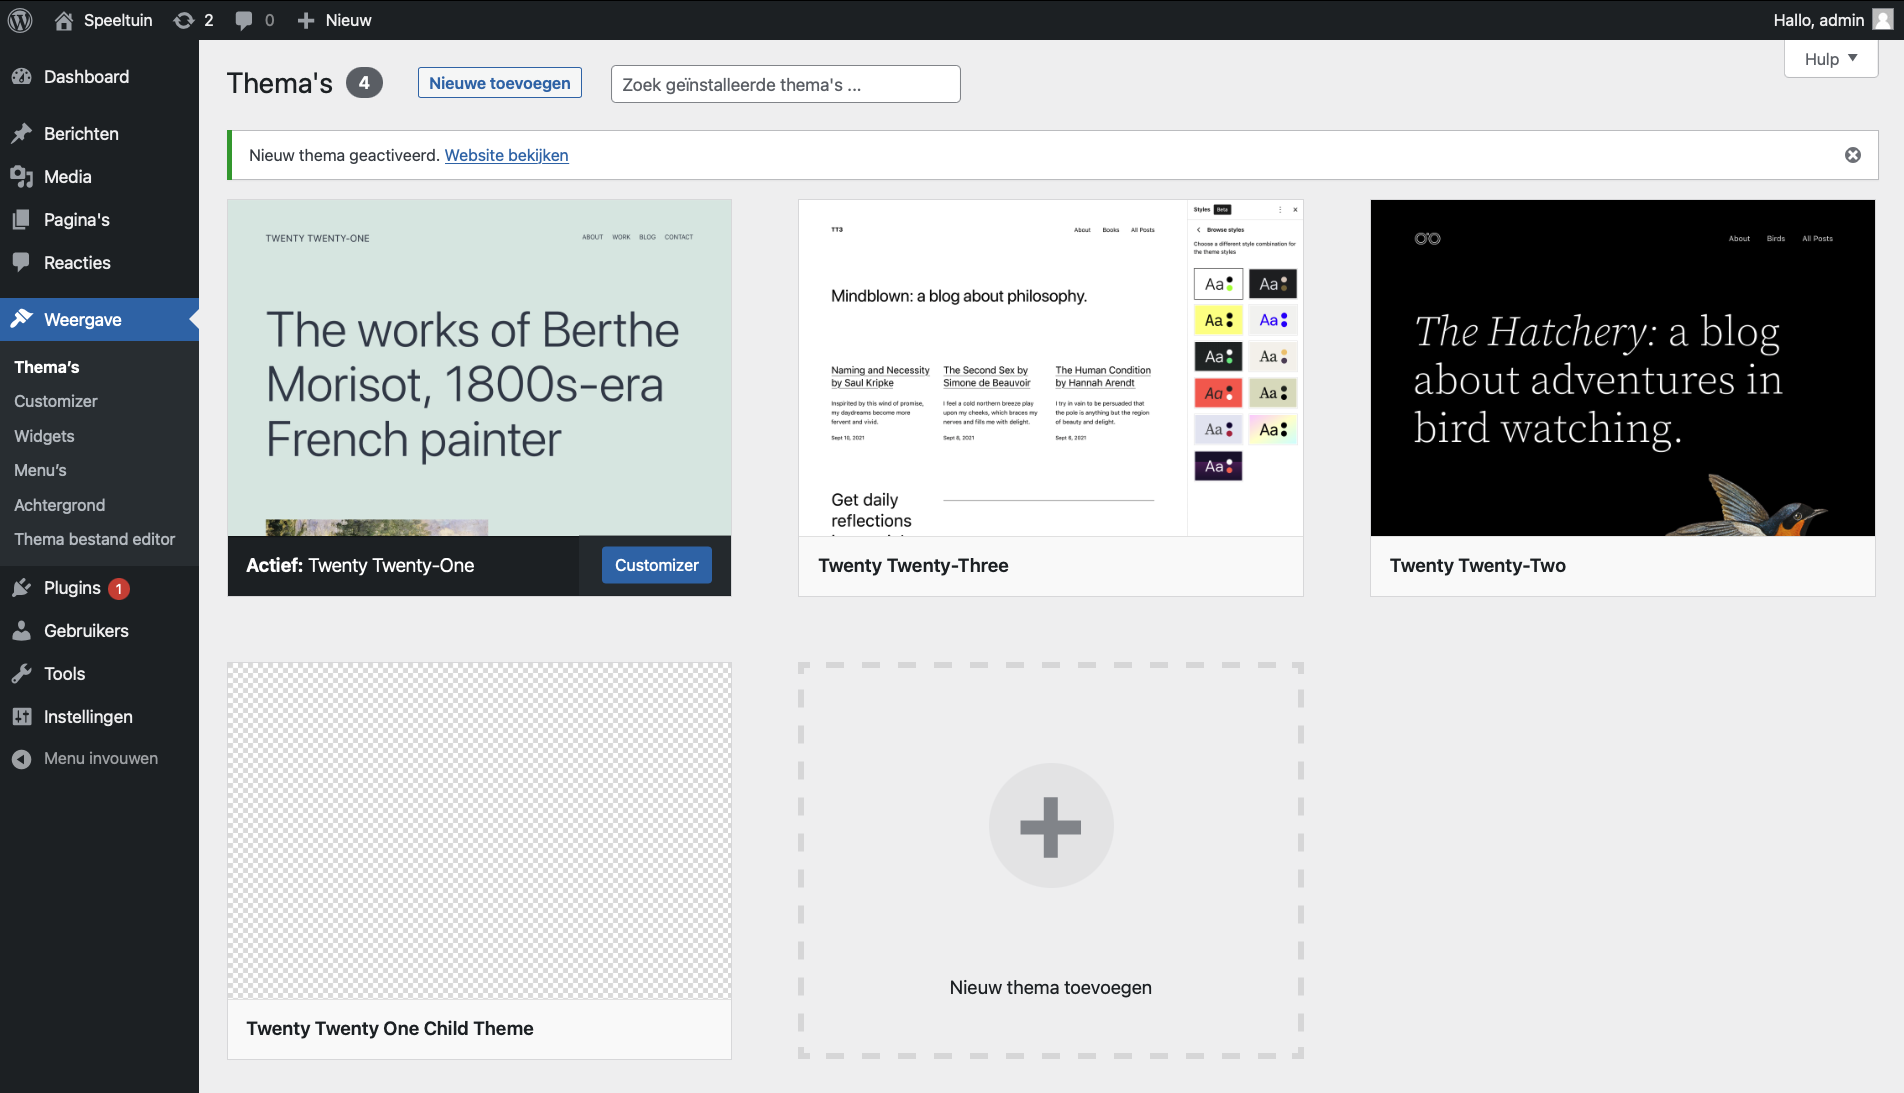 Speeltuin 2 0 Nieuw Hallo, admin
Hulp
Dashboard
Berichten
Media
Pagina's
Reacties
Weergave
Thema's
Customizer
Widgets
Menu's
Achtergrond
Thema bestand editor
Plugins 1
Gebruikers
Tools
Instellingen
Menu invouwen
Thema's 4 Nieuwe toevoegen Zoek geïnstalleerde thema's ...
Nieuw thema geactiveerd. Website bekijken
TWENTY TWENTY-ONE ABOUT WORK BLOG CONTACT
The works of Berthe
Morisot, 1800s-era
French painter
Actief: Twenty Twenty-One Customizer
TT3 About Books All Posts
Mindblown: a blog about philosophy.
Naming and Necessity
by Saul Kripke
Inspirited by this wind of promise,
my daydreams become more
fervent and vivid.
Sept 10, 2021
The Second Sex by
Simone de Beauvoir
I feel a cold northern breeze play
upon my cheeks, which braces my
nerves and fills me with delight.
Sept 8, 2021
The Human Condition
by Hannah Arendt
I try in vain to be persuaded that
the pole is anything but the region
of beauty and delight.
Sept 6, 2021
Get daily
reflections
Styles Beta
Browse styles
Choose a different style combination for
the theme styles
Aa Aa
Aa Aa
Aa Aa
Aa Aa
Aa Aa
Aa
Twenty Twenty-Three
About Birds All Posts
The Hatchery: a blog
about adventures in
bird watching.
Twenty Twenty-Two
Twenty Twenty One Child Theme
Nieuw thema toevoegen